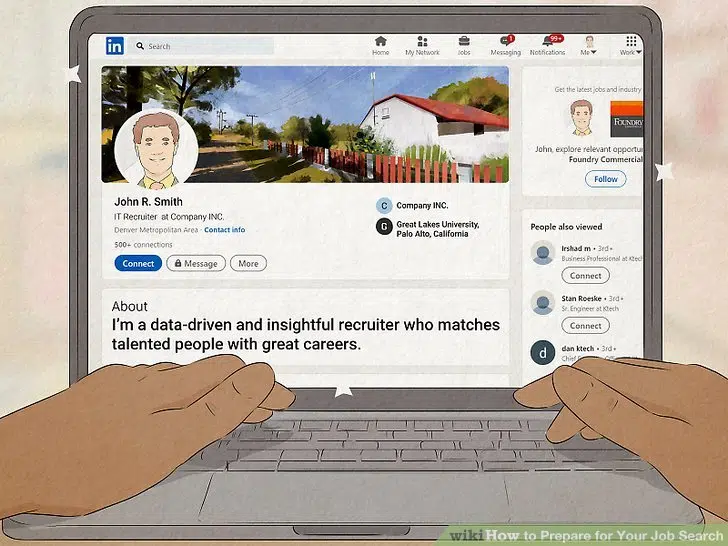 in
Search
Home
My Network
Jobs
Messaging
1
Notifications
99+
Me
Work
John R. Smith
IT Recruiter at Company INC.
Denver Metropolitan Area · Contact info
500+ connections
Connect
Message
More
C Company INC.
G Great Lakes University,
Palo Alto, California
About
I'm a data-driven and insightful recruiter who matches
talented people with great careers.
Get the latest jobs and industry
FOUNDRY
John, explore relevant
Foundry Commercial
Follow
People also viewed
Irshad m • 3rd+
Business Professional at
Connect
Stan Roeske • 3rd+
Sr. Engineer at Ktech
Connect
d
dan ktech • 3rd+
wikiHow to Prepare for Your Job Search